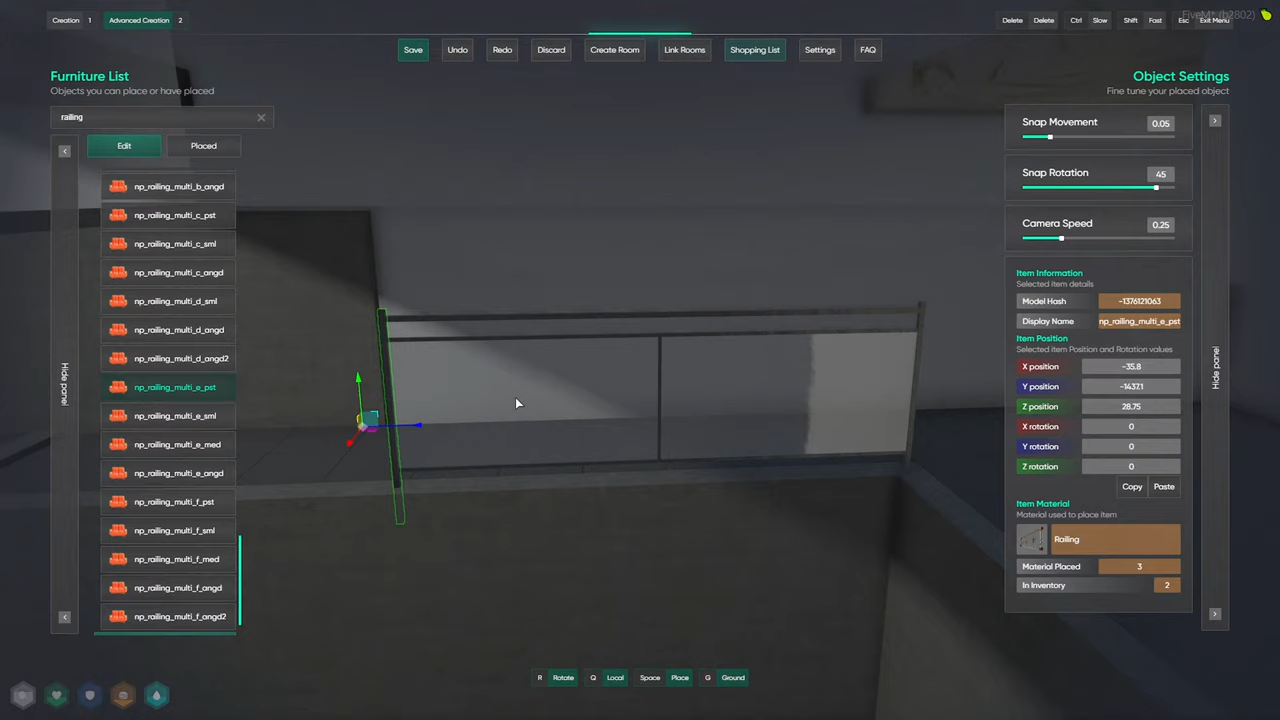 Creation 1 Advanced Creation 2
FiveM® (b2802)
Delete Delete Ctrl Slow Shift Fast Esc Exit Menu
Save Undo Redo Discard Create Room Link Rooms Shopping List Settings FAQ
Furniture List
Objects you can place or have placed
railing
Edit Placed
Hide panel
np_railing_multi_b_angd
np_railing_multi_c_pst
np_railing_multi_c_sml
np_railing_multi_c_angd
np_railing_multi_d_sml
np_railing_multi_d_angd
np_railing_multi_d_angd2
np_railing_multi_e_pst
np_railing_multi_e_sml
np_railing_multi_e_med
np_railing_multi_e_angd
np_railing_multi_f_pst
np_railing_multi_f_sml
np_railing_multi_f_med
np_railing_multi_f_angd
np_railing_multi_f_angd2
Object Settings
Fine tune your placed object
Snap Movement 0.05
Snap Rotation 45
Camera Speed 0.25
Item Information
Selected item details
Model Hash -1376121063
Display Name np_railing_multi_e_pst
Item Position
Selected item Position and Rotation values
X position -35.8
Y position -1437.1
Z position 28.75
X rotation 0
Y rotation 0
Z rotation 0
Copy Paste
Item Material
Material used to place item
Railing
Material Placed 3
In Inventory 2
Hide panel
R Rotate Q Local Space Place G Ground